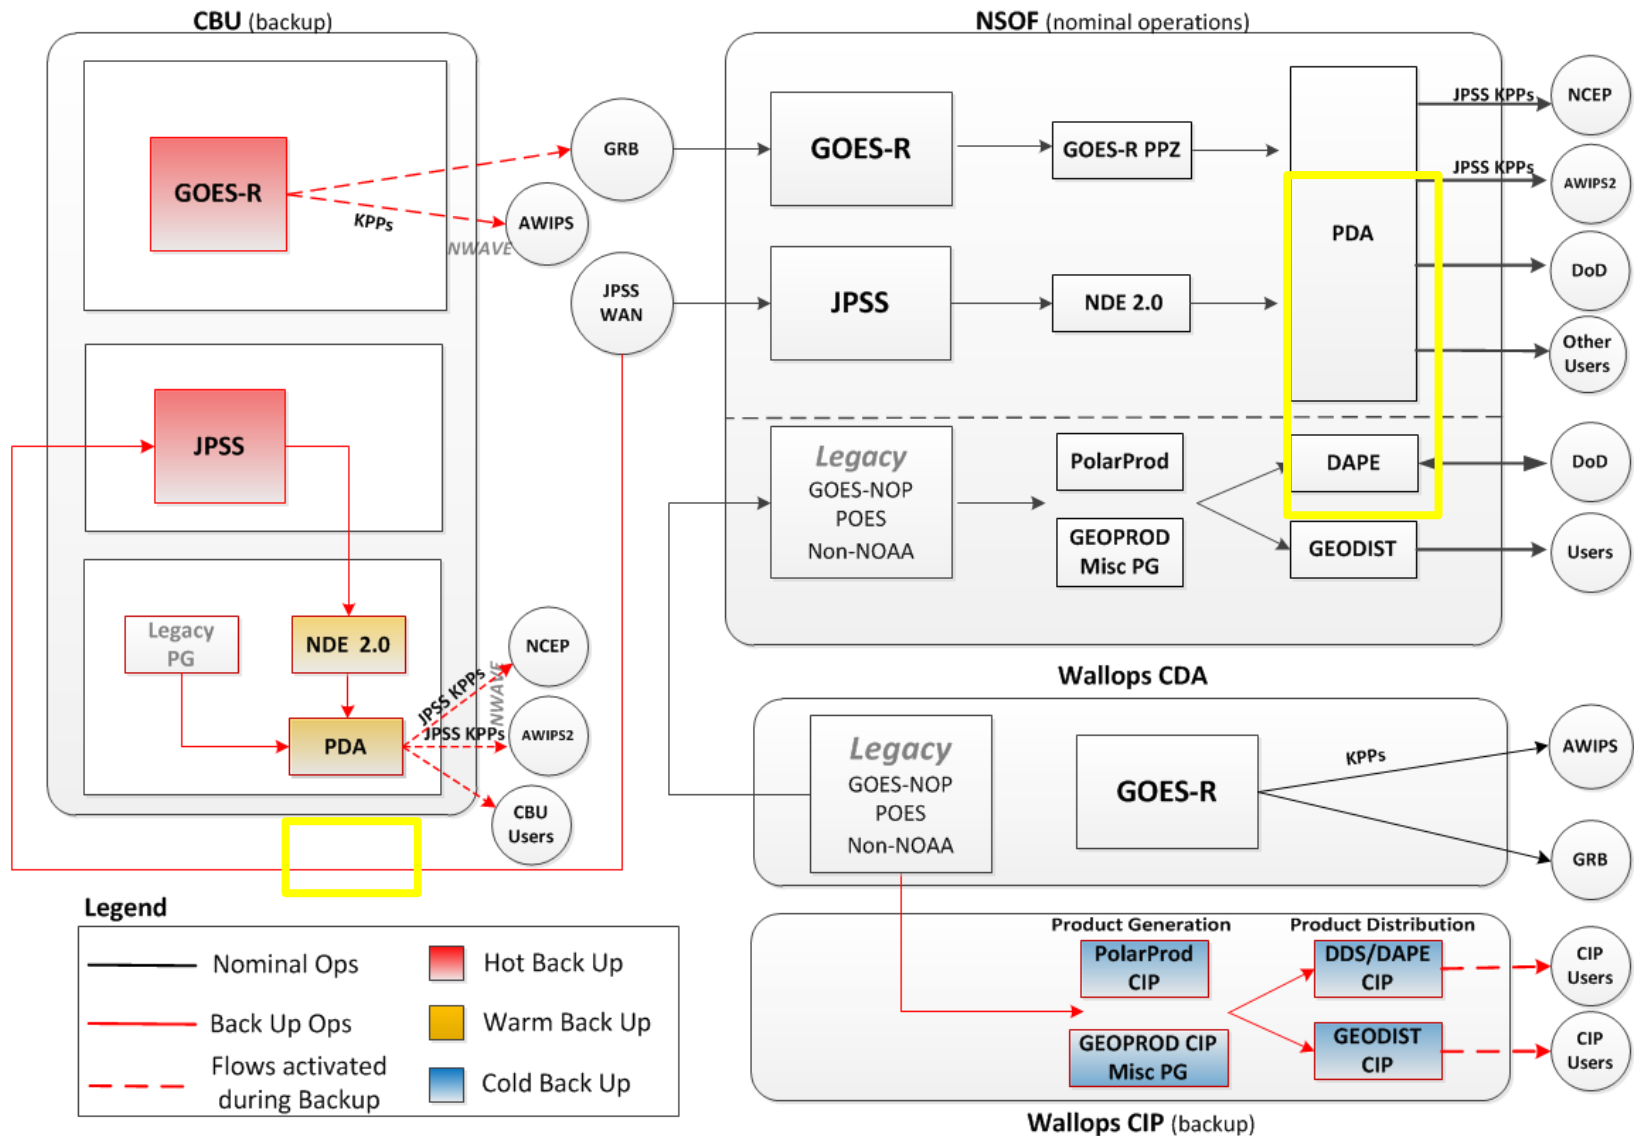 CBU (backup)
GOES-R
KPPs
NWAVE
GRB
AWIPS
JPSS
WAN
JPSS
Legacy
PG
NDE 2.0
PDA
JPSS KPPs
JPSS KPPs
NWAVE
NCEP
AWIPS2
CBU
Users
NSOF (nominal operations)
GOES-R
GOES-R PPZ
JPSS
NDE 2.0
PDA
JPSS KPPs
NCEP
JPSS KPPs
AWIPS2
DoD
Other
Users
Legacy
GOES-NOP
POES
Non-NOAA
PolarProd
GEOPROD
Misc PG
DAPE
GEODIST
DoD
Users
Wallops CDA
Legacy
GOES-NOP
POES
Non-NOAA
GOES-R
KPPs
AWIPS
GRB
Product Generation
Product Distribution
PolarProd
CIP
GEOPROD CIP
Misc PG
DDS/DAPE
CIP
GEODIST
CIP
CIP
Users
CIP
Users
Wallops CIP (backup)
Legend
Nominal Ops
Back Up Ops
Flows activated
during Backup
Hot Back Up
Warm Back Up
Cold Back Up